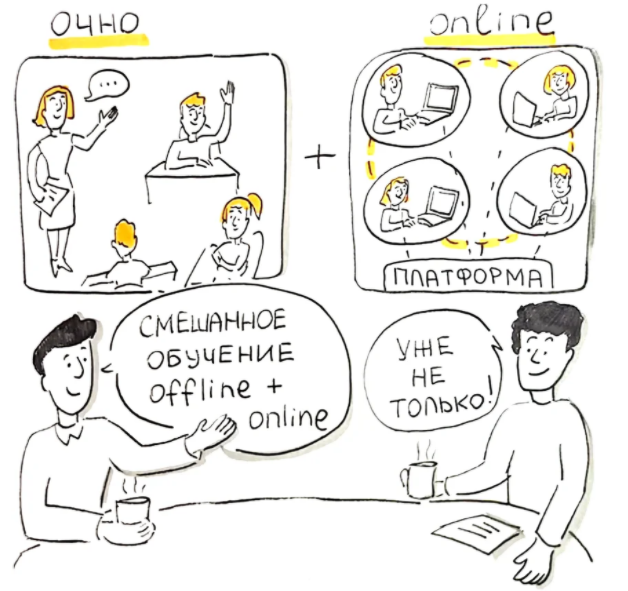 ОЧНО
online
...
+
ПЛАТФОРМА
СМЕШАННОЕ
ОБУЧЕНИЕ
offline +
online
УЖЕ
НЕ
ТОЛЬКО!